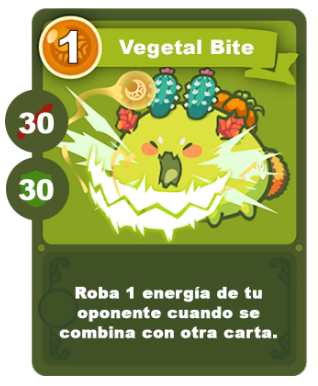 1
Vegetal Bite
30
30
Roba 1 energía de tu
oponente cuando se
combina con otra carta.